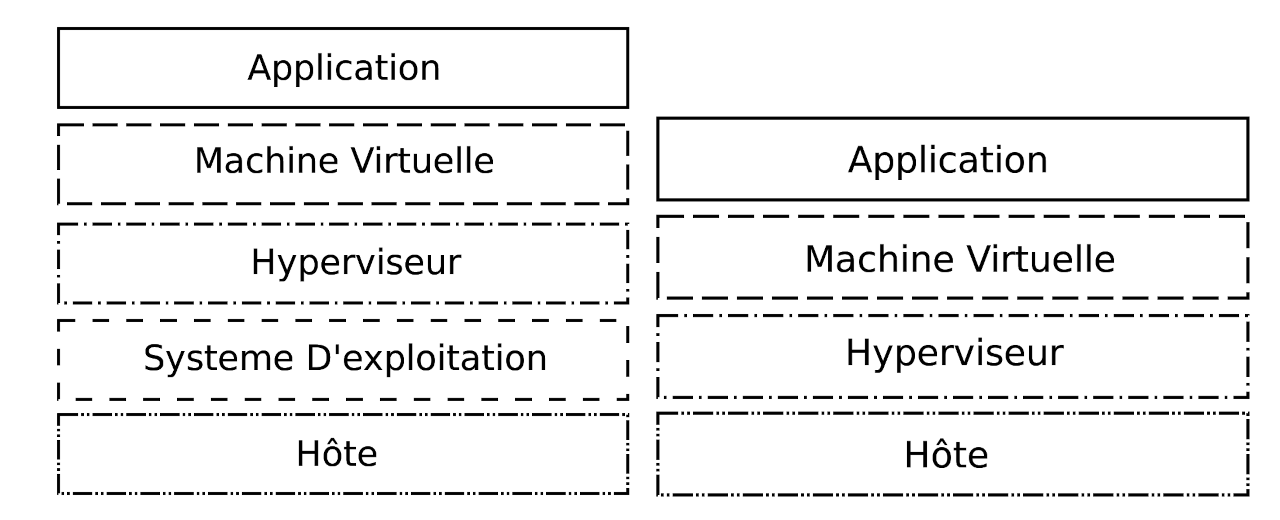 Application
Machine Virtuelle
Hyperviseur
Systeme D'exploitation
Hôte
Application
Machine Virtuelle
Hyperviseur
Hôte